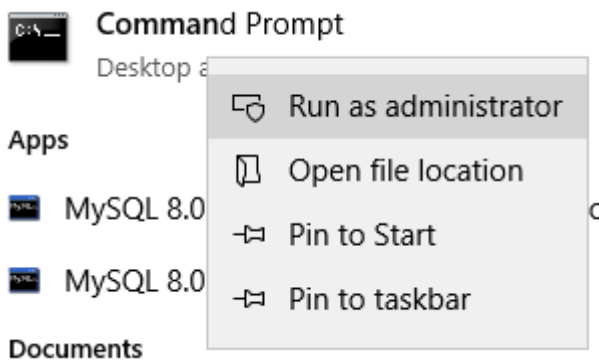 Command Prompt
Desktop
Run as administrator
Apps
Open file location
MySQL 8.0
Pin to Start
MySQL 8.0
Pin to taskbar
Documents